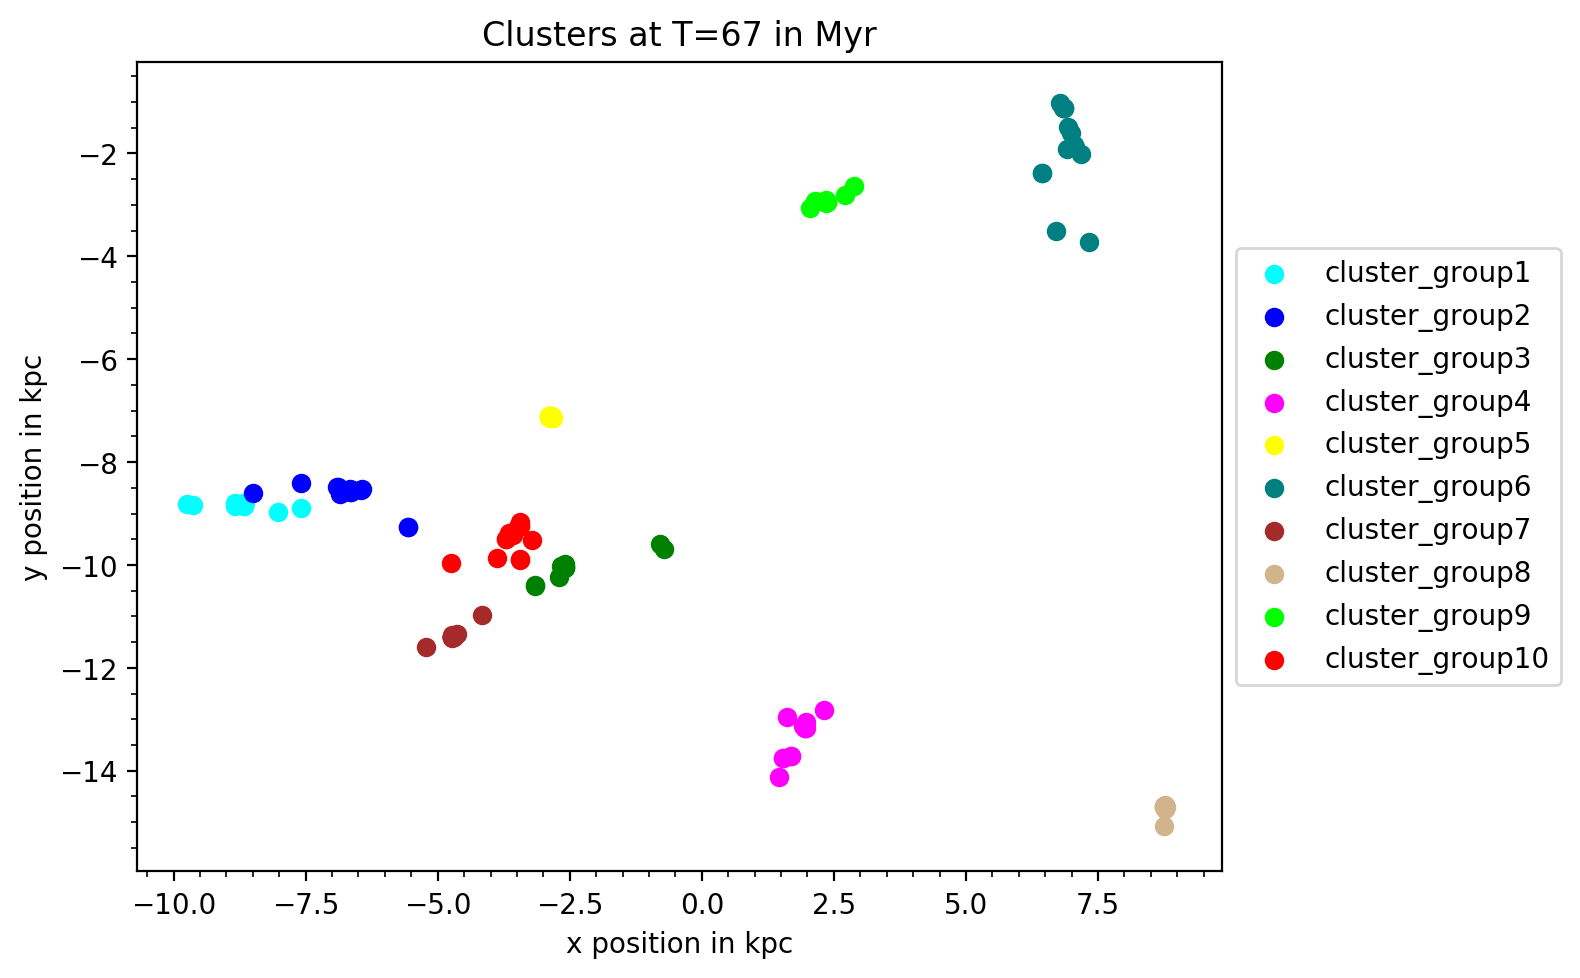 Clusters at T=67 in Myr
y position in kpc
−2
−4
−6
−8
−10
−12
−14
−10.0 −7.5 −5.0 −2.5 0.0 2.5 5.0 7.5
x position in kpc
cluster_group1
cluster_group2
cluster_group3
cluster_group4
cluster_group5
cluster_group6
cluster_group7
cluster_group8
cluster_group9
cluster_group10